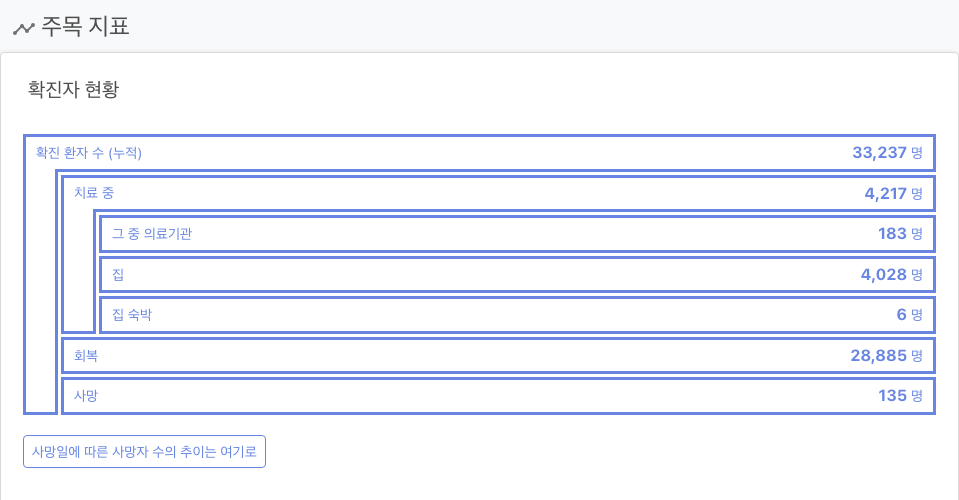 주목 지표
확진자 현황
확진 환자 수 (누적) 33,237 명
치료 중 4,217 명
그 중 의료기관 183 명
집 4,028 명
집 숙박 6 명
회복 28,885 명
사망 135 명
사망일에 따른 사망자 수의 추이는 여기로